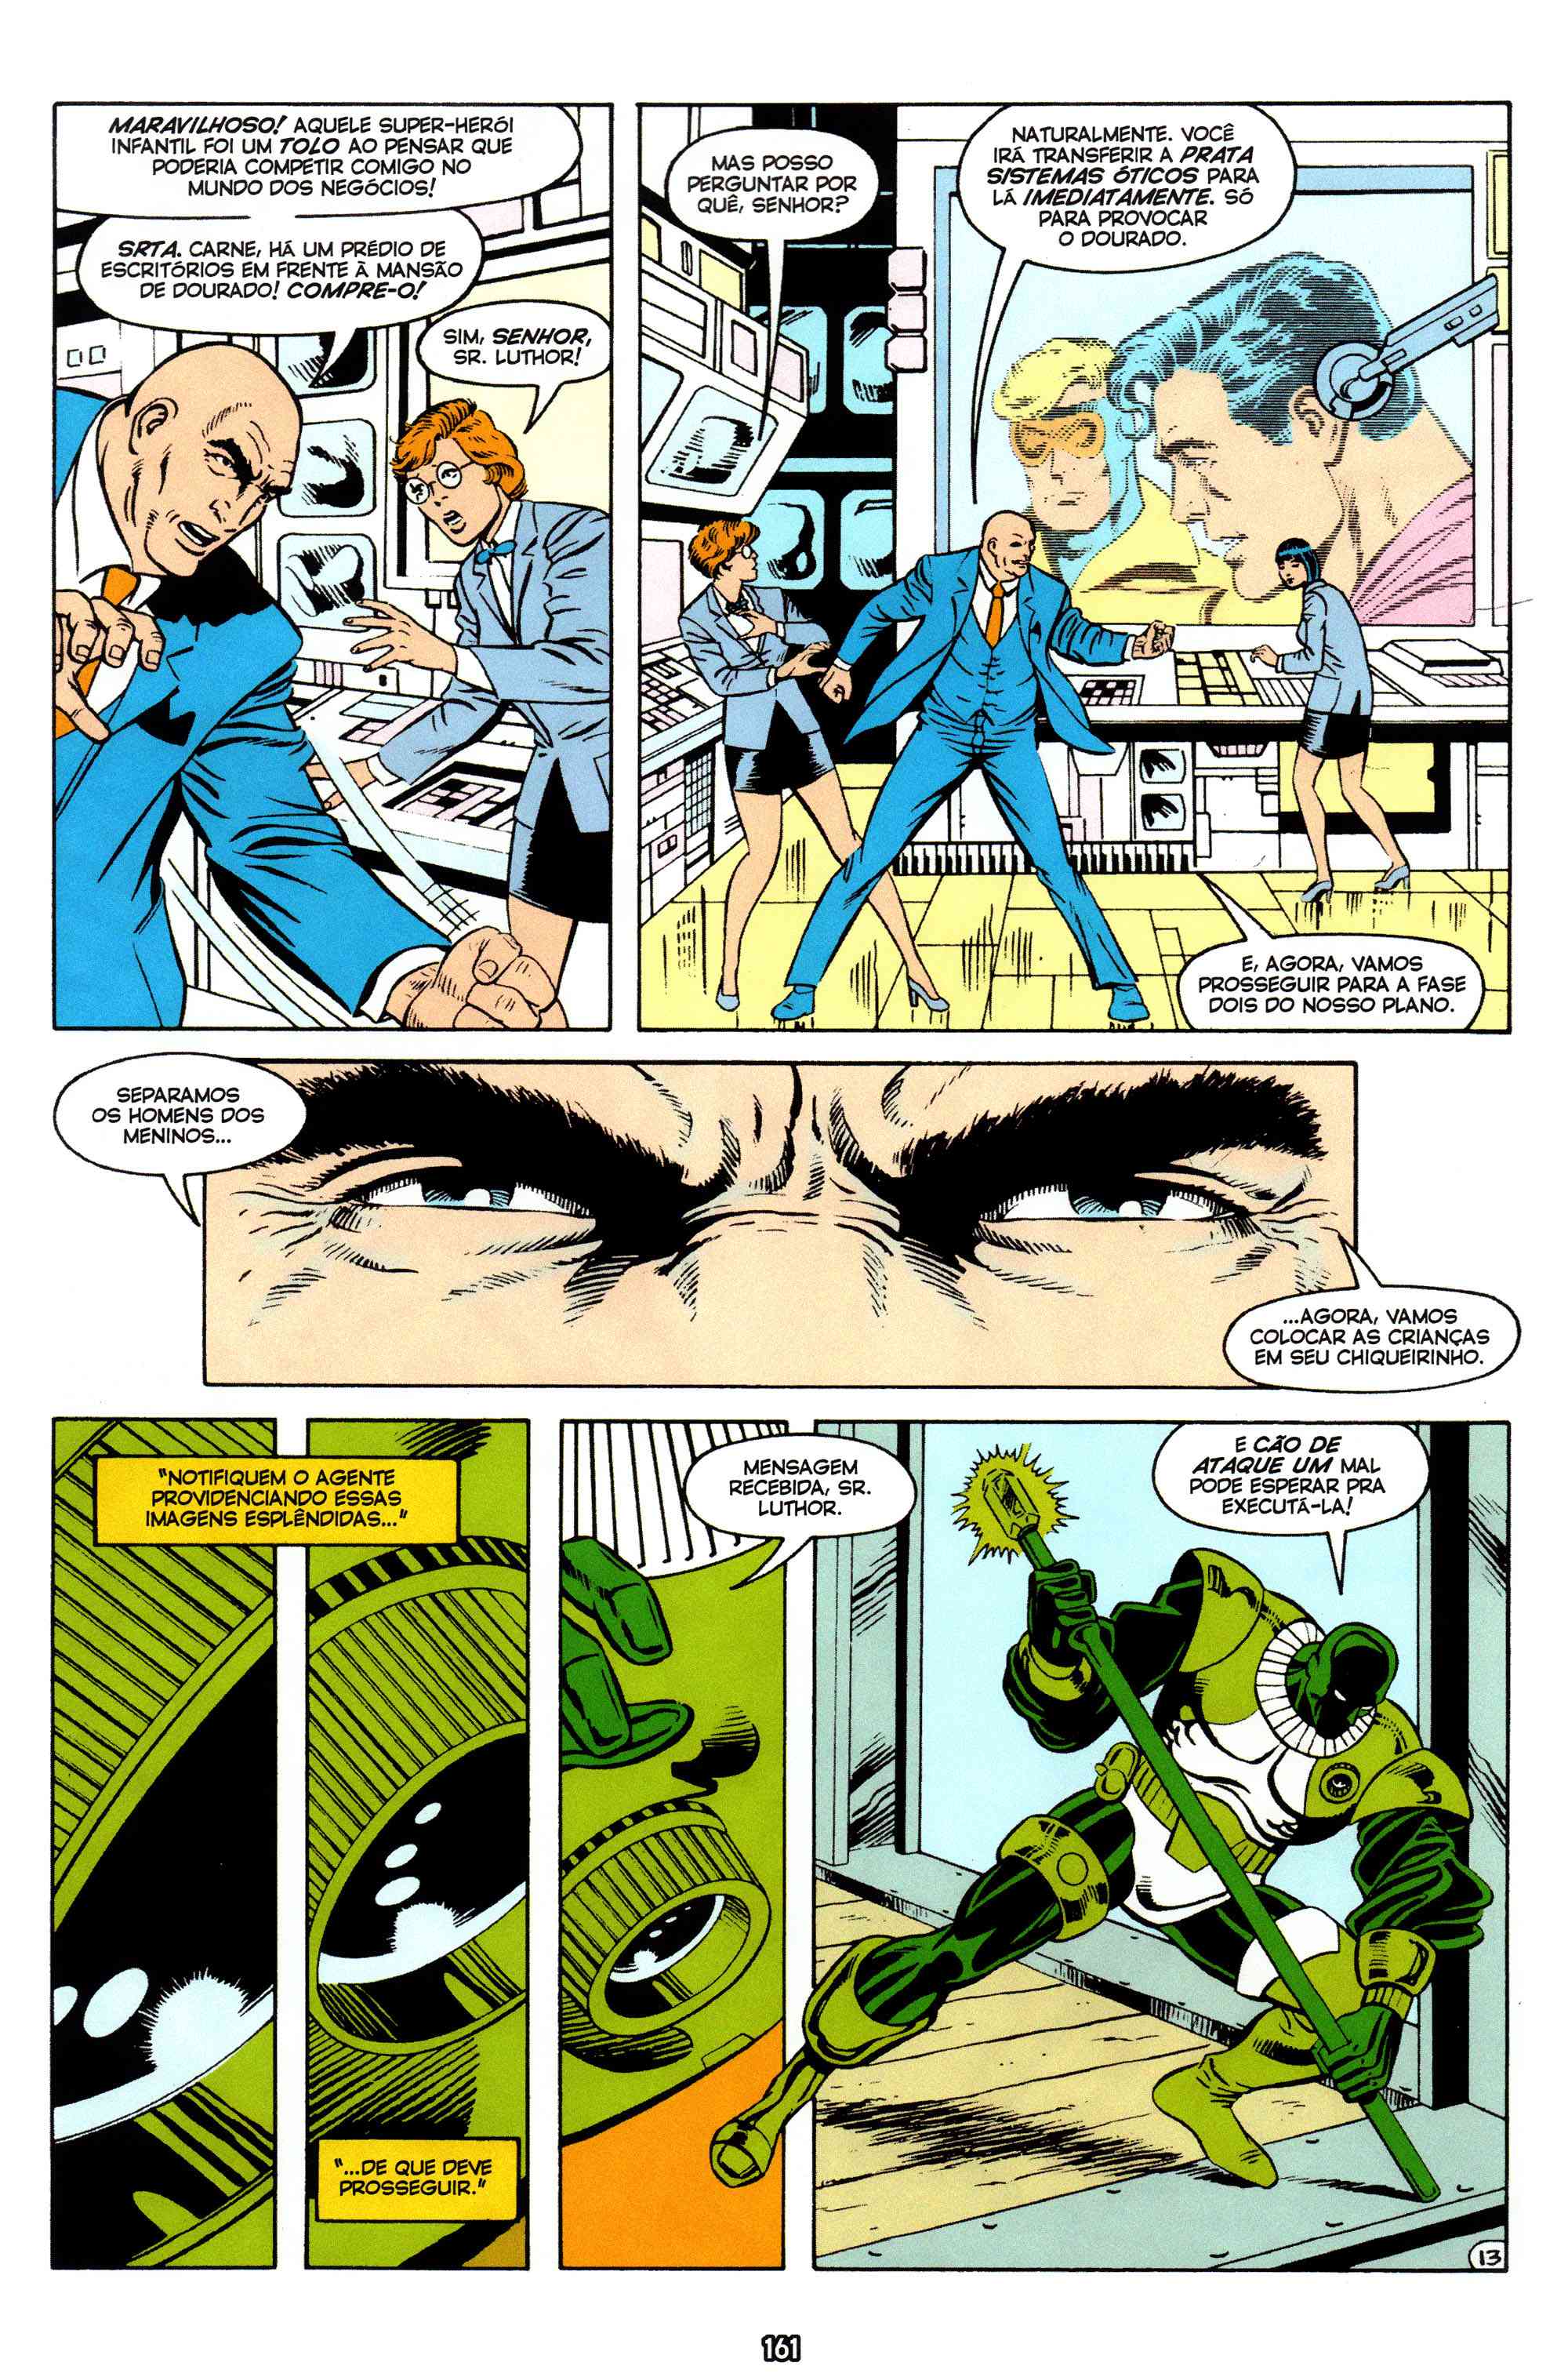 MARAVILHOSO! AQUELE SUPER-HERÓI
INFANTIL FOI UM TOLO AO PENSAR QUE
PODERIA COMPETIR COMIGO NO
MUNDO DOS NEGÓCIOS!
SRTA. CARNE, HÁ UM PRÉDIO DE
ESCRITÓRIOS EM FRENTE À MANSÃO
DE DOURADO! COMPRE-O!
SIM, SENHOR,
SR. LUTHOR!
MAS POSSO
PERGUNTAR POR
QUÊ, SENHOR?
NATURALMENTE. VOCÊ
IRÁ TRANSFERIR A PRATA
SISTEMAS ÓTICOS PARA
LÁ IMEDIATAMENTE. SÓ
PARA PROVOCAR
O DOURADO.
E, AGORA, VAMOS
PROSSEGUIR PARA A FASE
DOIS DO NOSSO PLANO.
SEPARAMOS
OS HOMENS DOS
MENINOS...
...AGORA, VAMOS
COLOCAR AS CRIANÇAS
EM SEU CHIQUEIRINHO.
"NOTIFIQUEM O AGENTE
PROVIDENCIANDO ESSAS
IMAGENS ESPLÊNDIDAS..."
"...DE QUE DEVE
PROSSEGUIR."
MENSAGEM
RECEBIDA, SR.
LUTHOR.
E CÃO DE
ATAQUE UM MAL
PODE ESPERAR PRA
EXECUTÁ-LA!
13
161